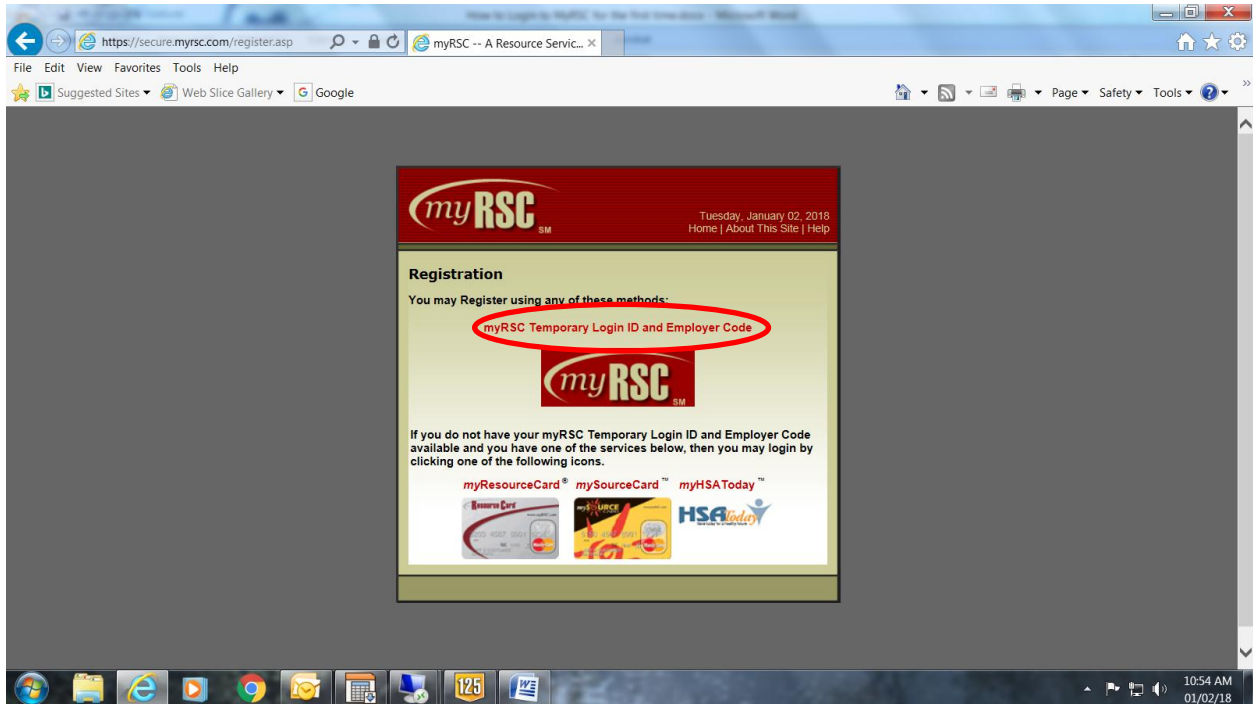 How to Login to MyRSC for the first time.docx - Microsoft Word
https://secure.myrsc.com/register.asp
myRSC -- A Resource Servic...
File Edit View Favorites Tools Help
Suggested Sites Web Slice Gallery G Google
Page Safety Tools
myRSC SM
Tuesday, January 02, 2018
Home | About This Site | Help
Registration
You may Register using any of these methods:
myRSC Temporary Login ID and Employer Code
myRSC SM
If you do not have your myRSC Temporary Login ID and Employer Code
available and you have one of the services below, then you may login by
clicking one of the following icons.
myResourceCard® mySourceCard™ myHSAToday™
Resource Card
mySOURCE
HSAToday
125
10:54 AM
01/02/18